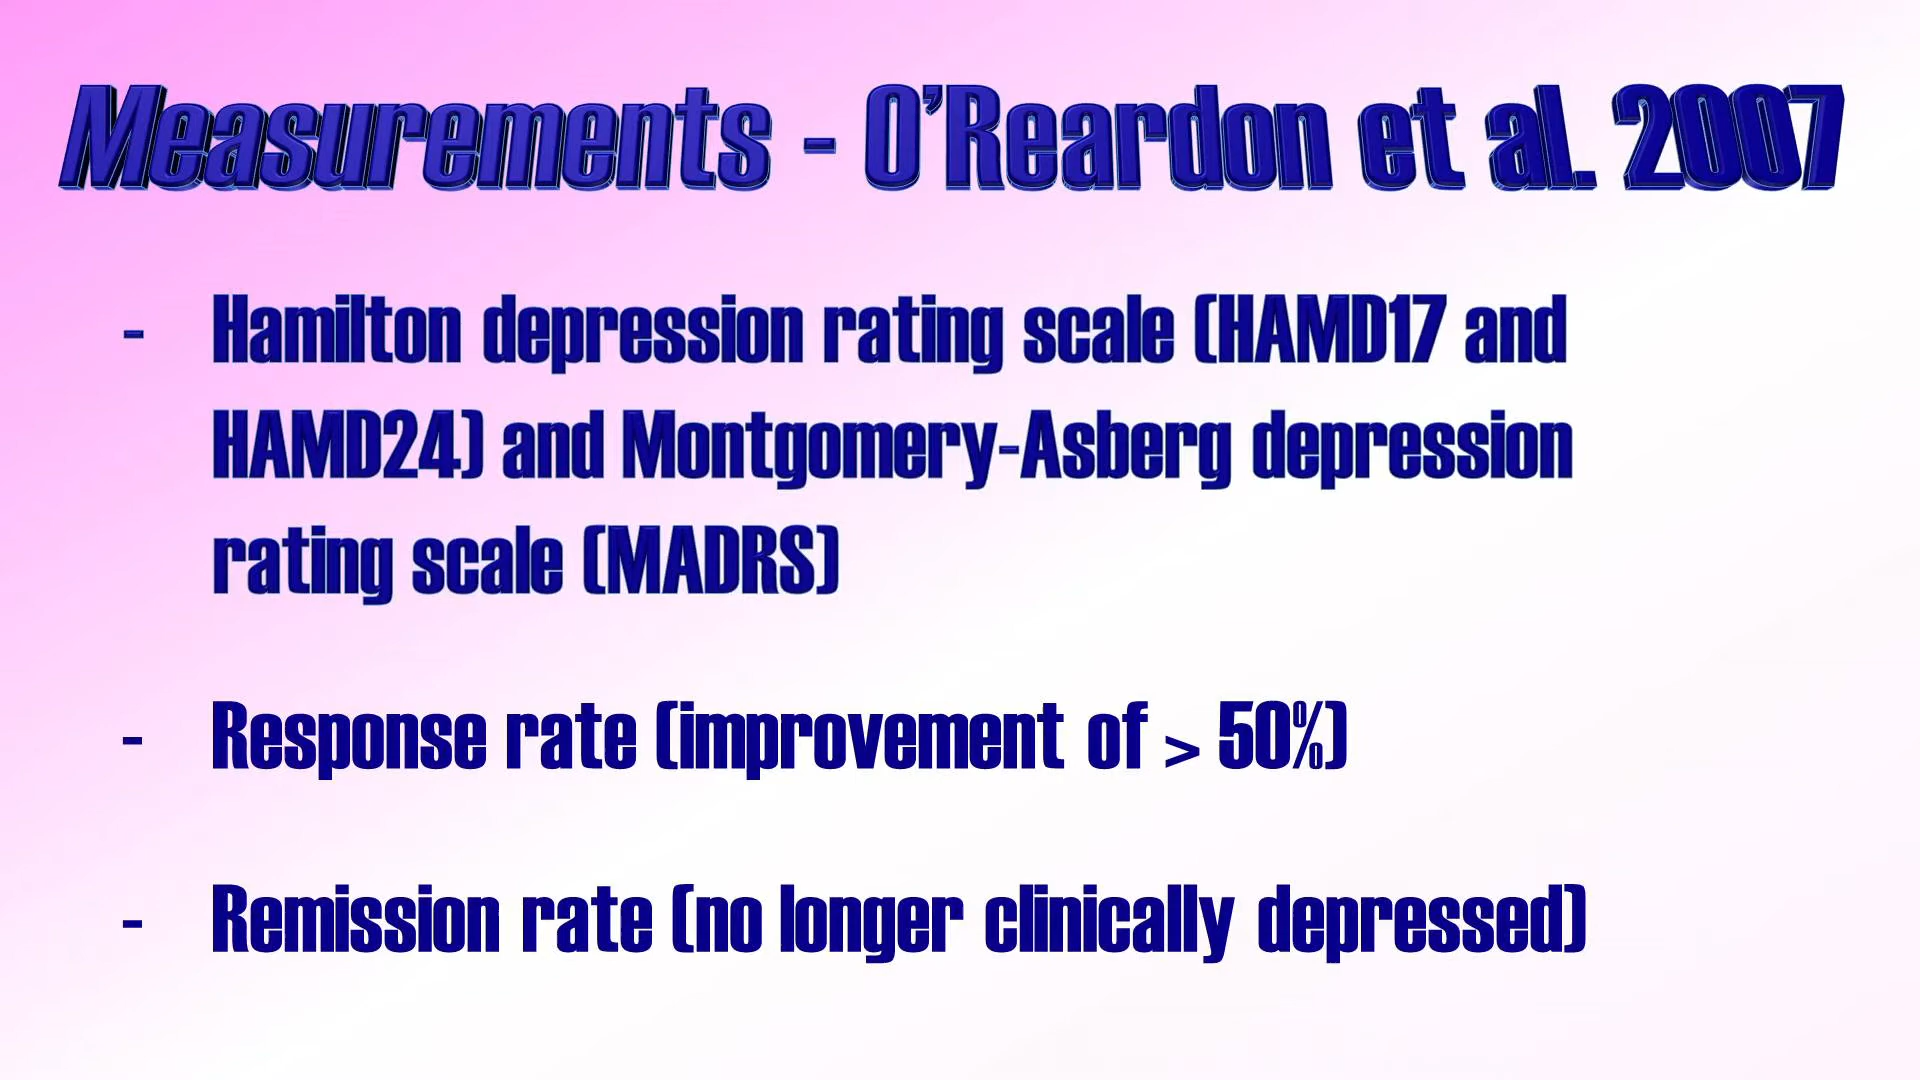 Measurements - O'Reardon et al. 2007
- Hamilton depression rating scale (HAMD17 and
HAMD24) and Montgomery-Asberg depression
rating scale (MADRS)
- Response rate (improvement of > 50%)
- Remission rate (no longer clinically depressed)